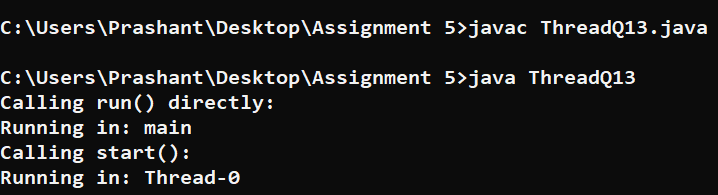 C:\Users\Prashant\Desktop\Assignment 5>javac ThreadQ13.java
C:\Users\Prashant\Desktop\Assignment 5>java ThreadQ13
Calling run() directly:
Running in: main
Calling start():
Running in: Thread-0